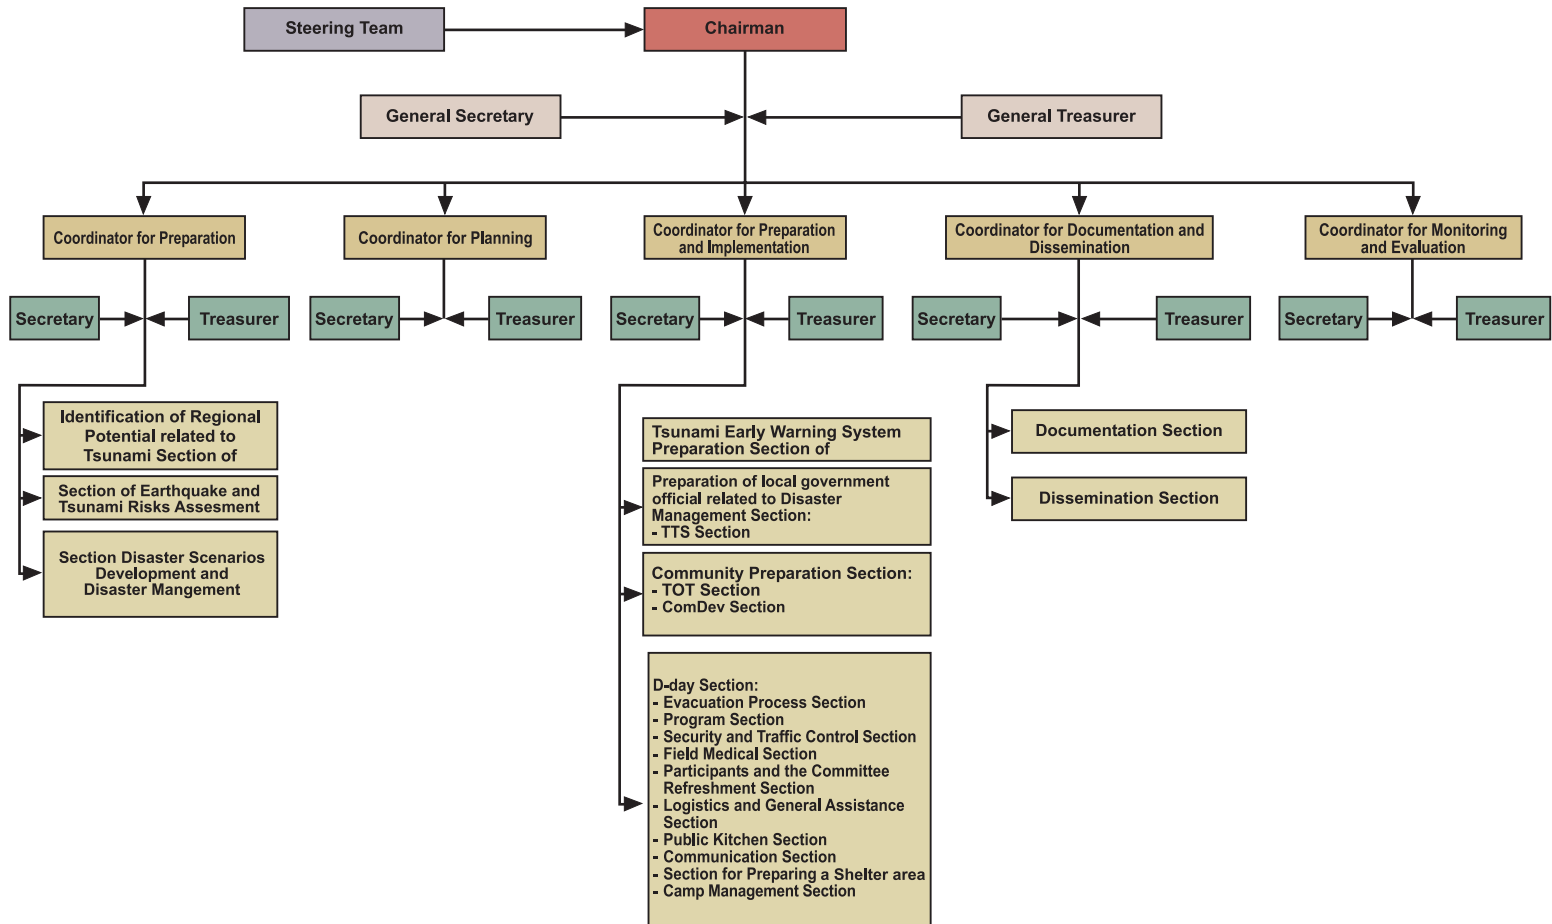 Steering Team
Chairman
General Secretary
General Treasurer
Coordinator for Preparation
Coordinator for Planning
Coordinator for Preparation
and Implementation
Coordinator for Documentation and
Dissemination
Coordinator for Monitoring
and Evaluation
Secretary
Treasurer
Secretary
Treasurer
Secretary
Treasurer
Secretary
Treasurer
Secretary
Treasurer
Identification of Regional
Potential related to
Tsunami Section of
Section of Earthquake and
Tsunami Risks Assesment
Section Disaster Scenarios
Development and
Disaster Mangement
Tsunami Early Warning System
Preparation Section of
Preparation of local government
official related to Disaster
Management Section:
- TTS Section
Community Preparation Section:
- TOT Section
- ComDev Section
D-day Section:
- Evacuation Process Section
- Program Section
- Security and Traffic Control Section
- Field Medical Section
- Participants and the Committee
Refreshment Section
- Logistics and General Assistance
Section
- Public Kitchen Section
- Communication Section
- Section for Preparing a Shelter area
- Camp Management Section
Documentation Section
Dissemination Section